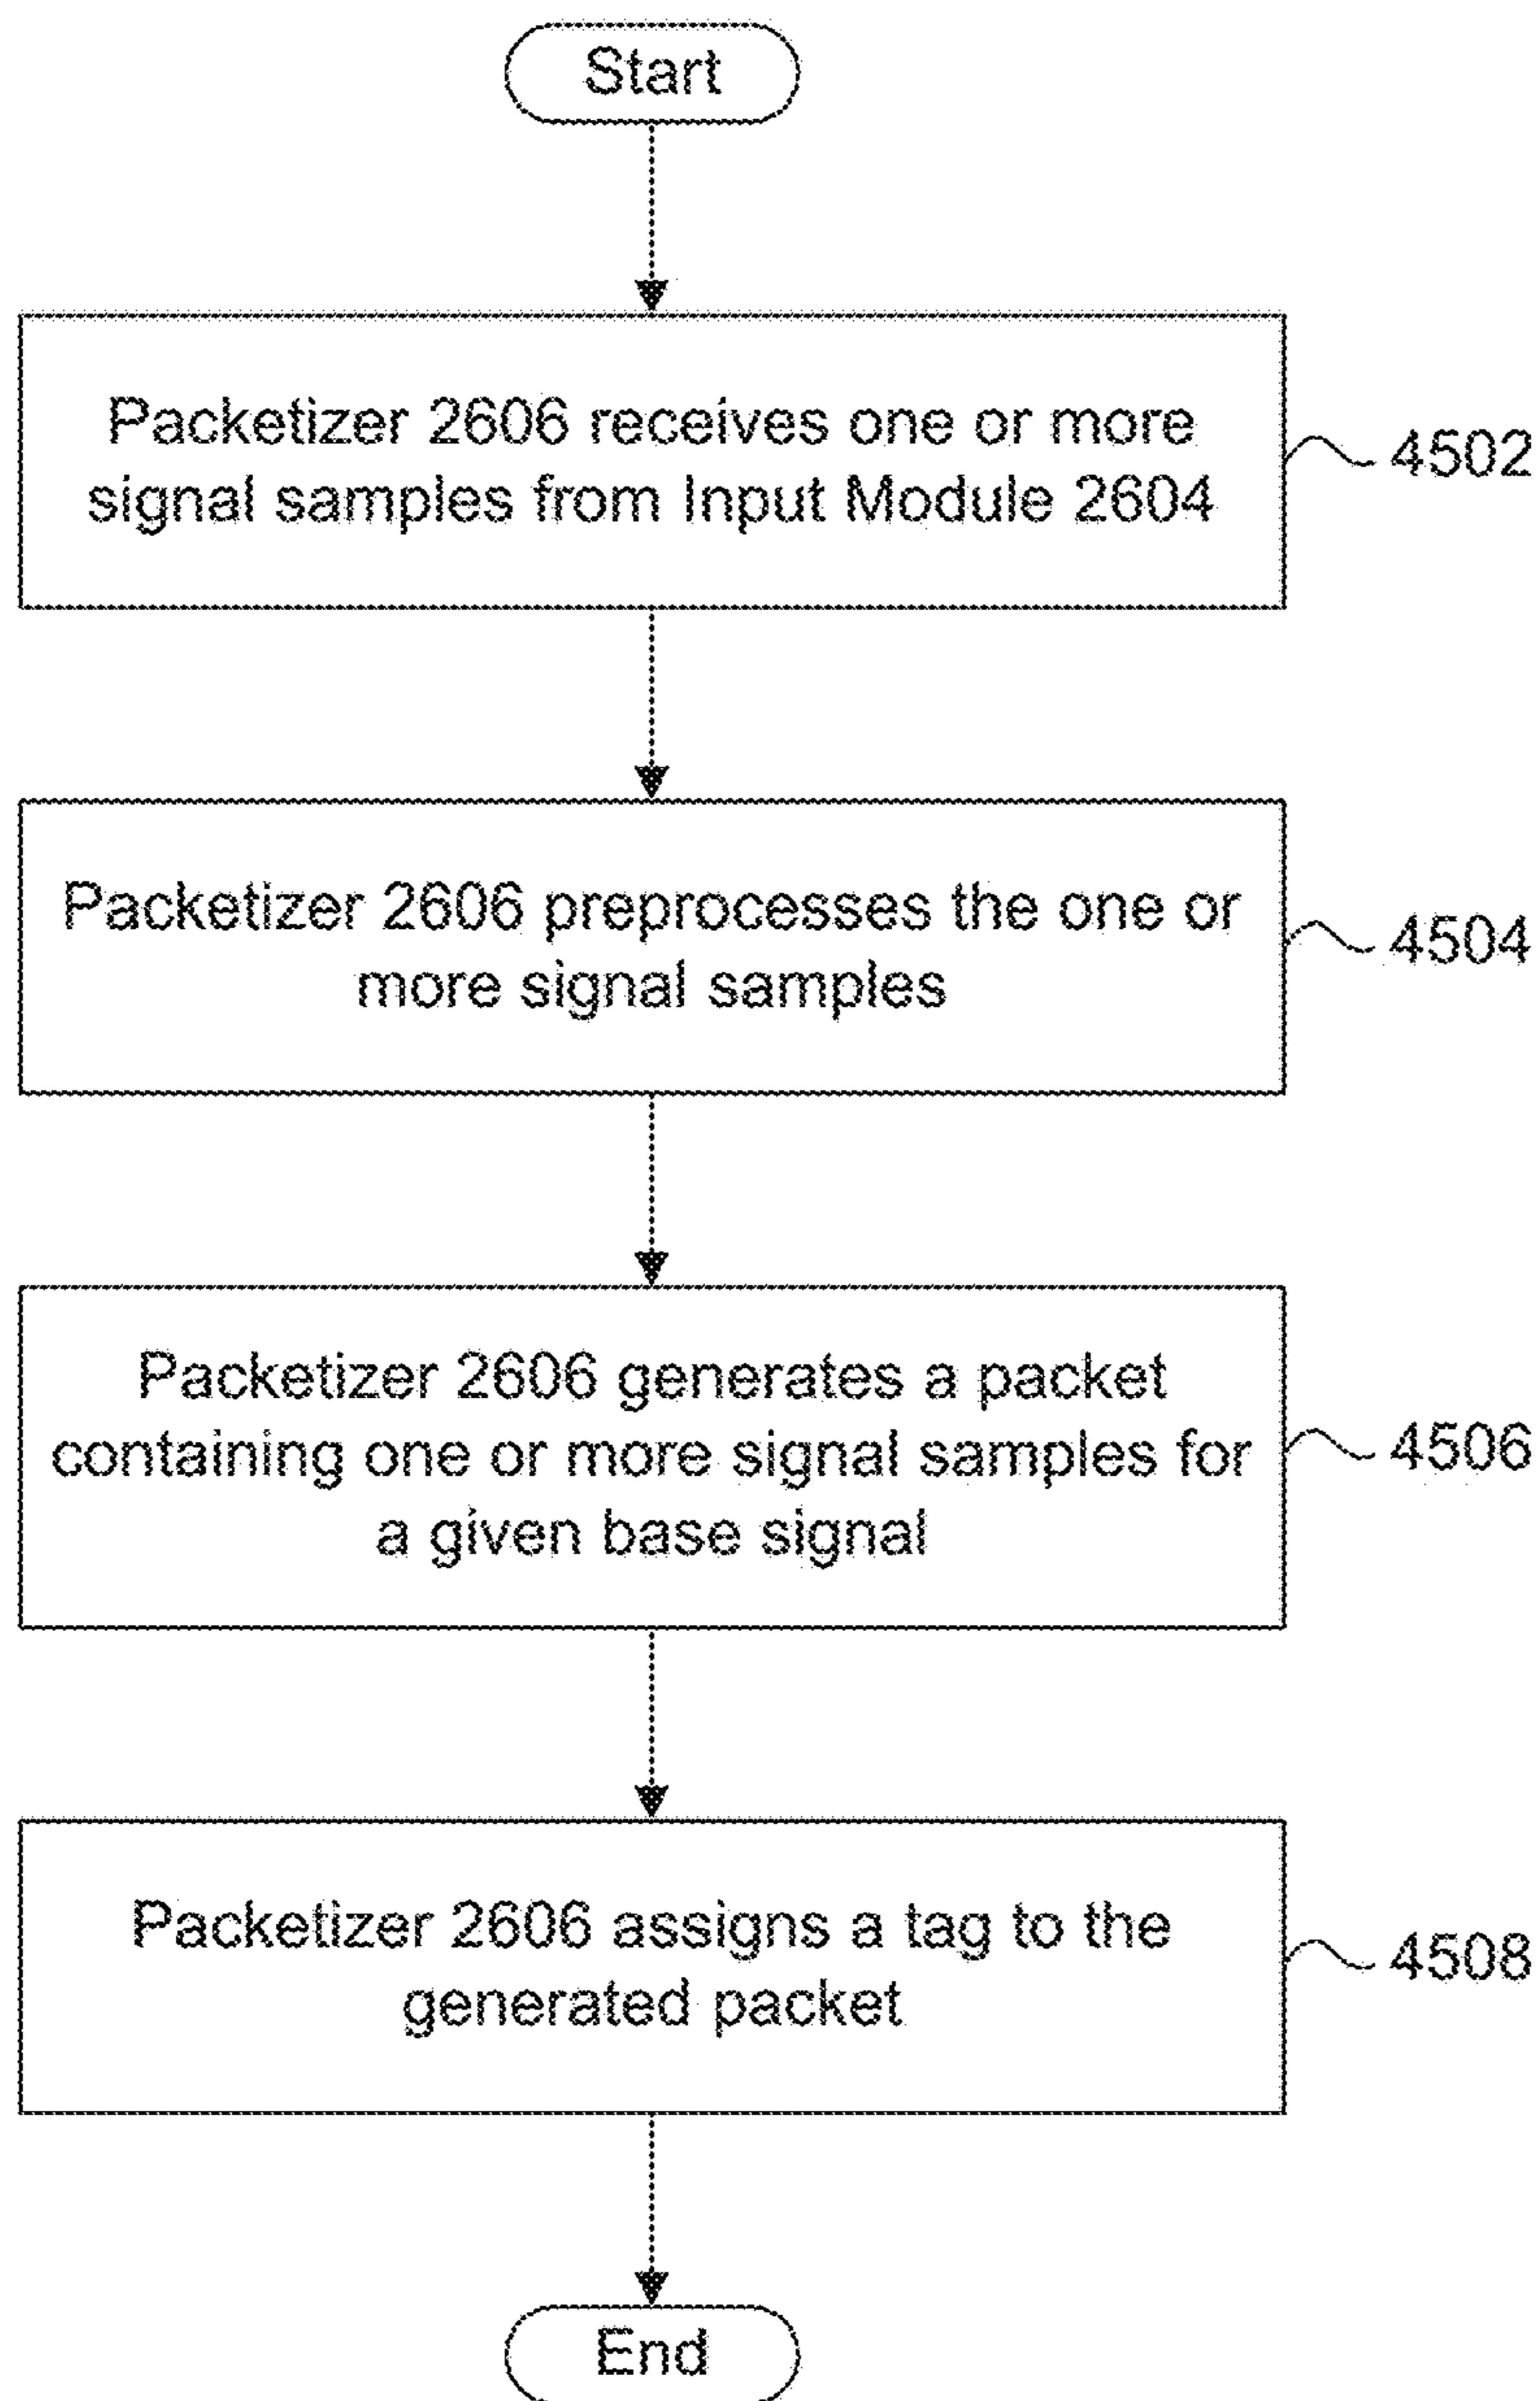 Start
Packetizer 2606 receives one or more
signal samples from Input Module 2604
4502
Packetizer 2606 preprocesses the one or
more signal samples
4504
Packetizer 2606 generates a packet
containing one or more signal samples for
a given base signal
4506
Packetizer 2606 assigns a tag to the
generated packet
4508
End